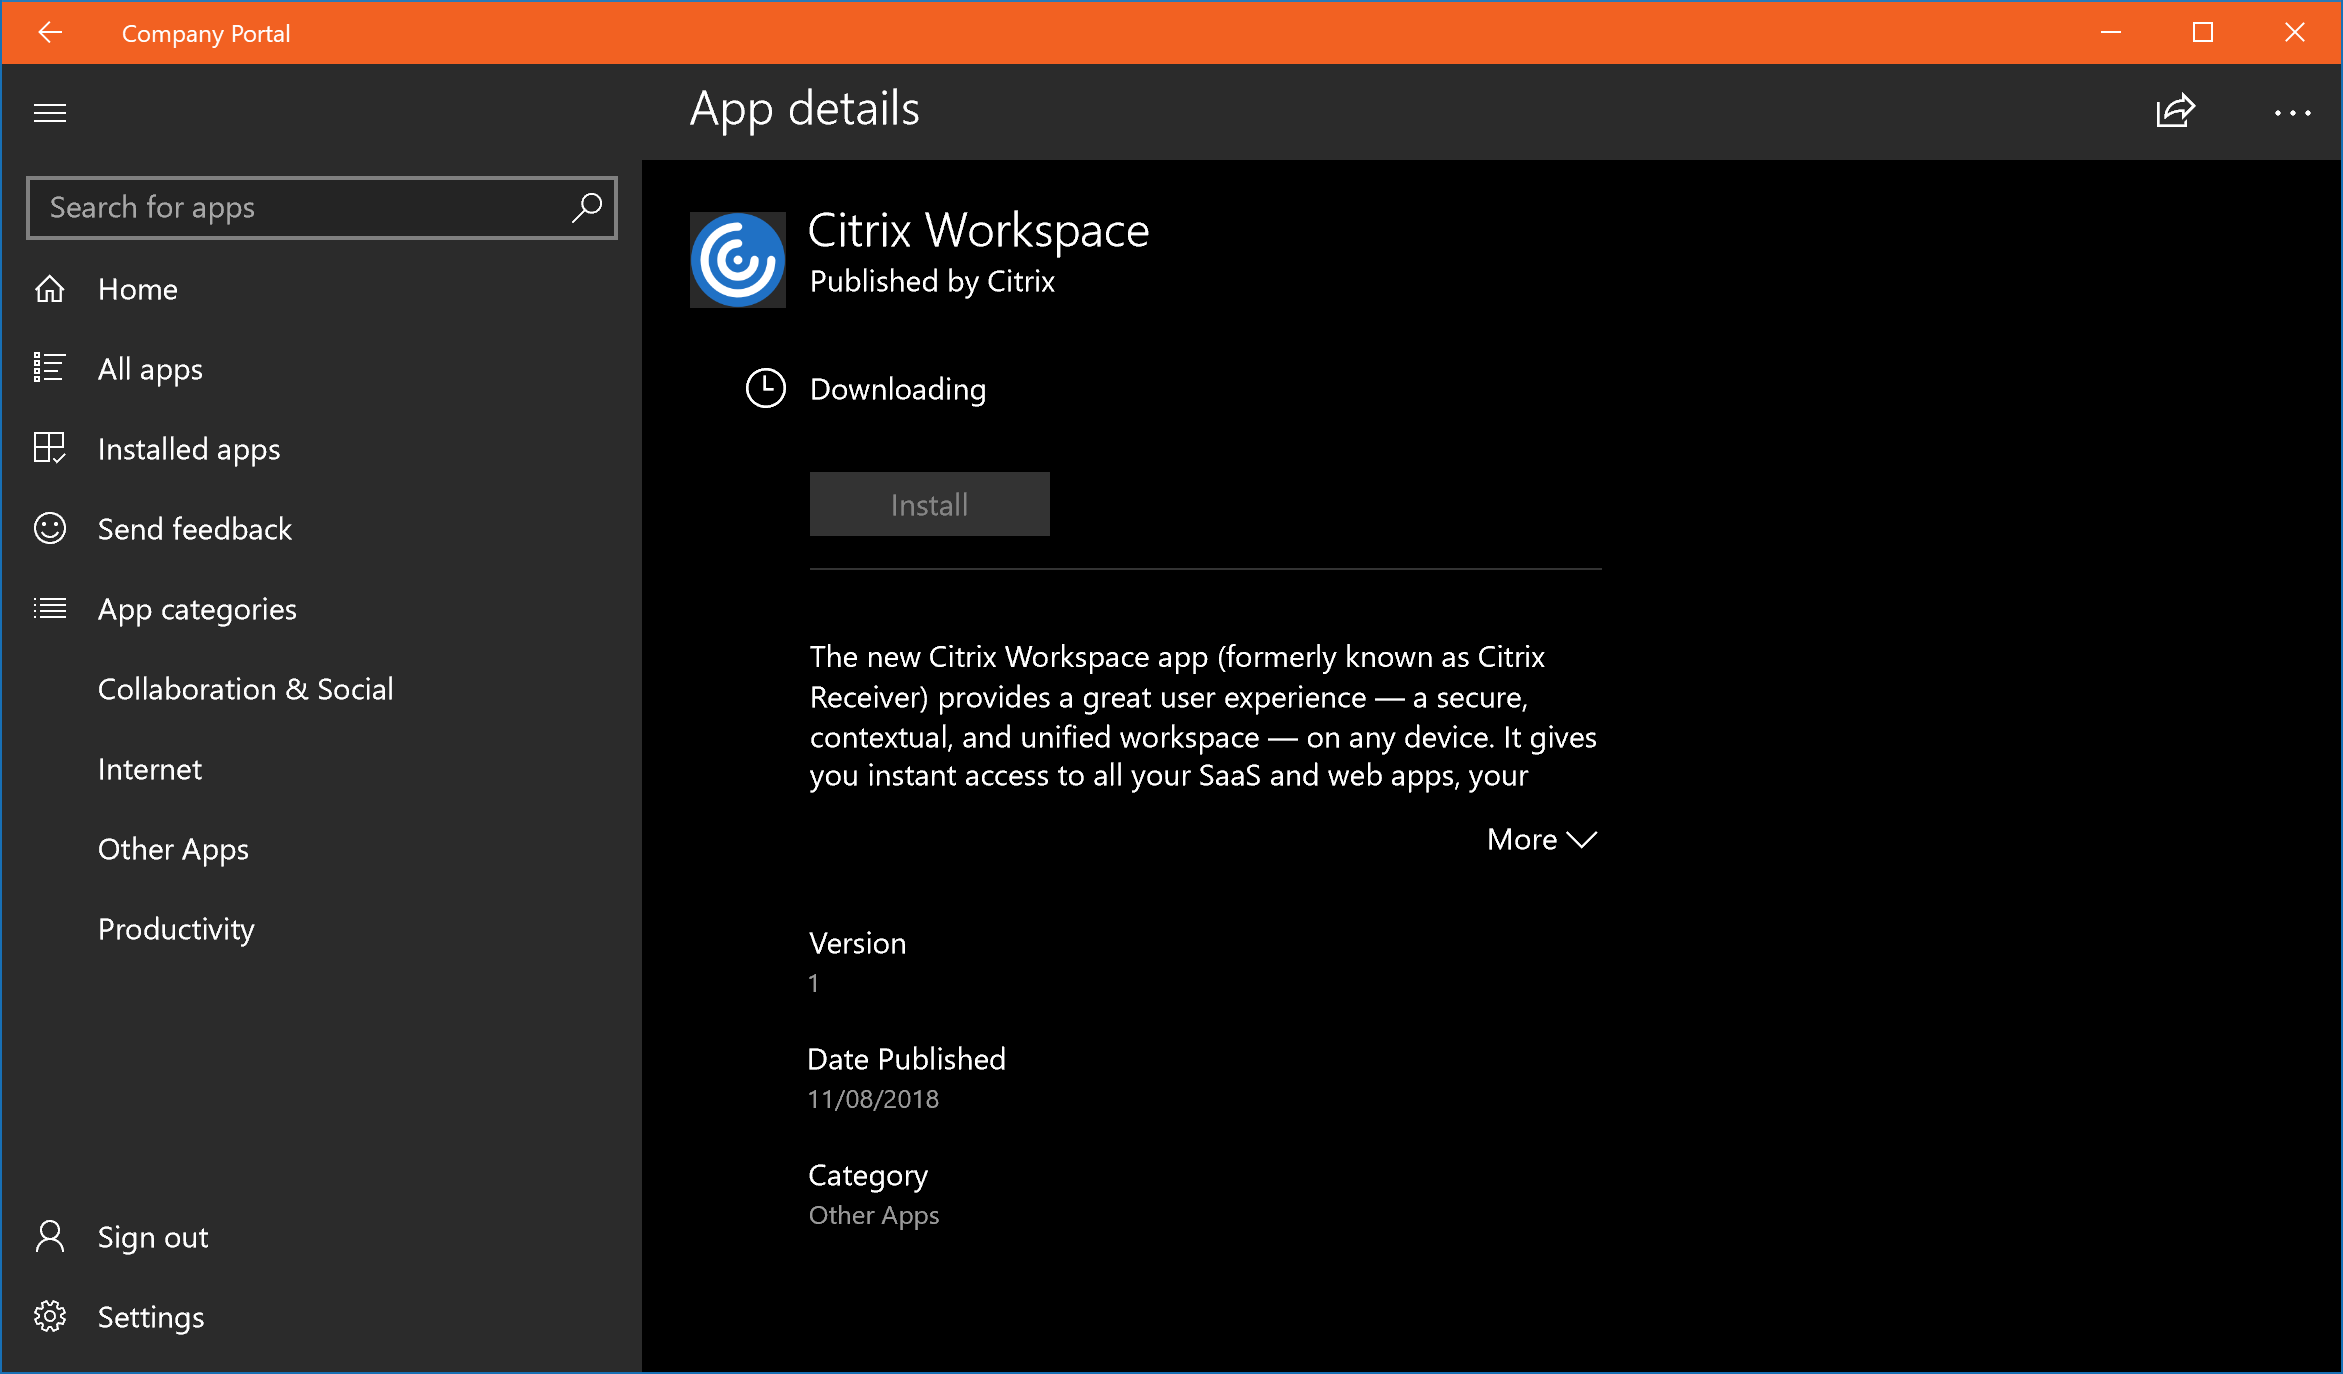 Company Portal
App details
Search for apps
Home
All apps
Installed apps
Send feedback
App categories
Collaboration & Social
Internet
Other Apps
Productivity
Sign out
Settings
Citrix Workspace
Published by Citrix
Downloading
Install
The new Citrix Workspace app (formerly known as Citrix
Receiver) provides a great user experience — a secure,
contextual, and unified workspace — on any device. It gives
you instant access to all your SaaS and web apps, your
More
Version
1
Date Published
11/08/2018
Category
Other Apps